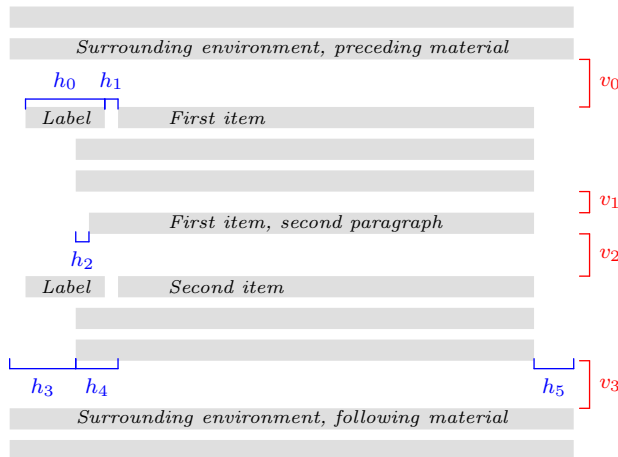 Surrounding environment, preceding material
v0
h0 h1
Label First item
v1
First item, second paragraph
h2
v2
Label Second item
h3 h4 h5
v3
Surrounding environment, following material